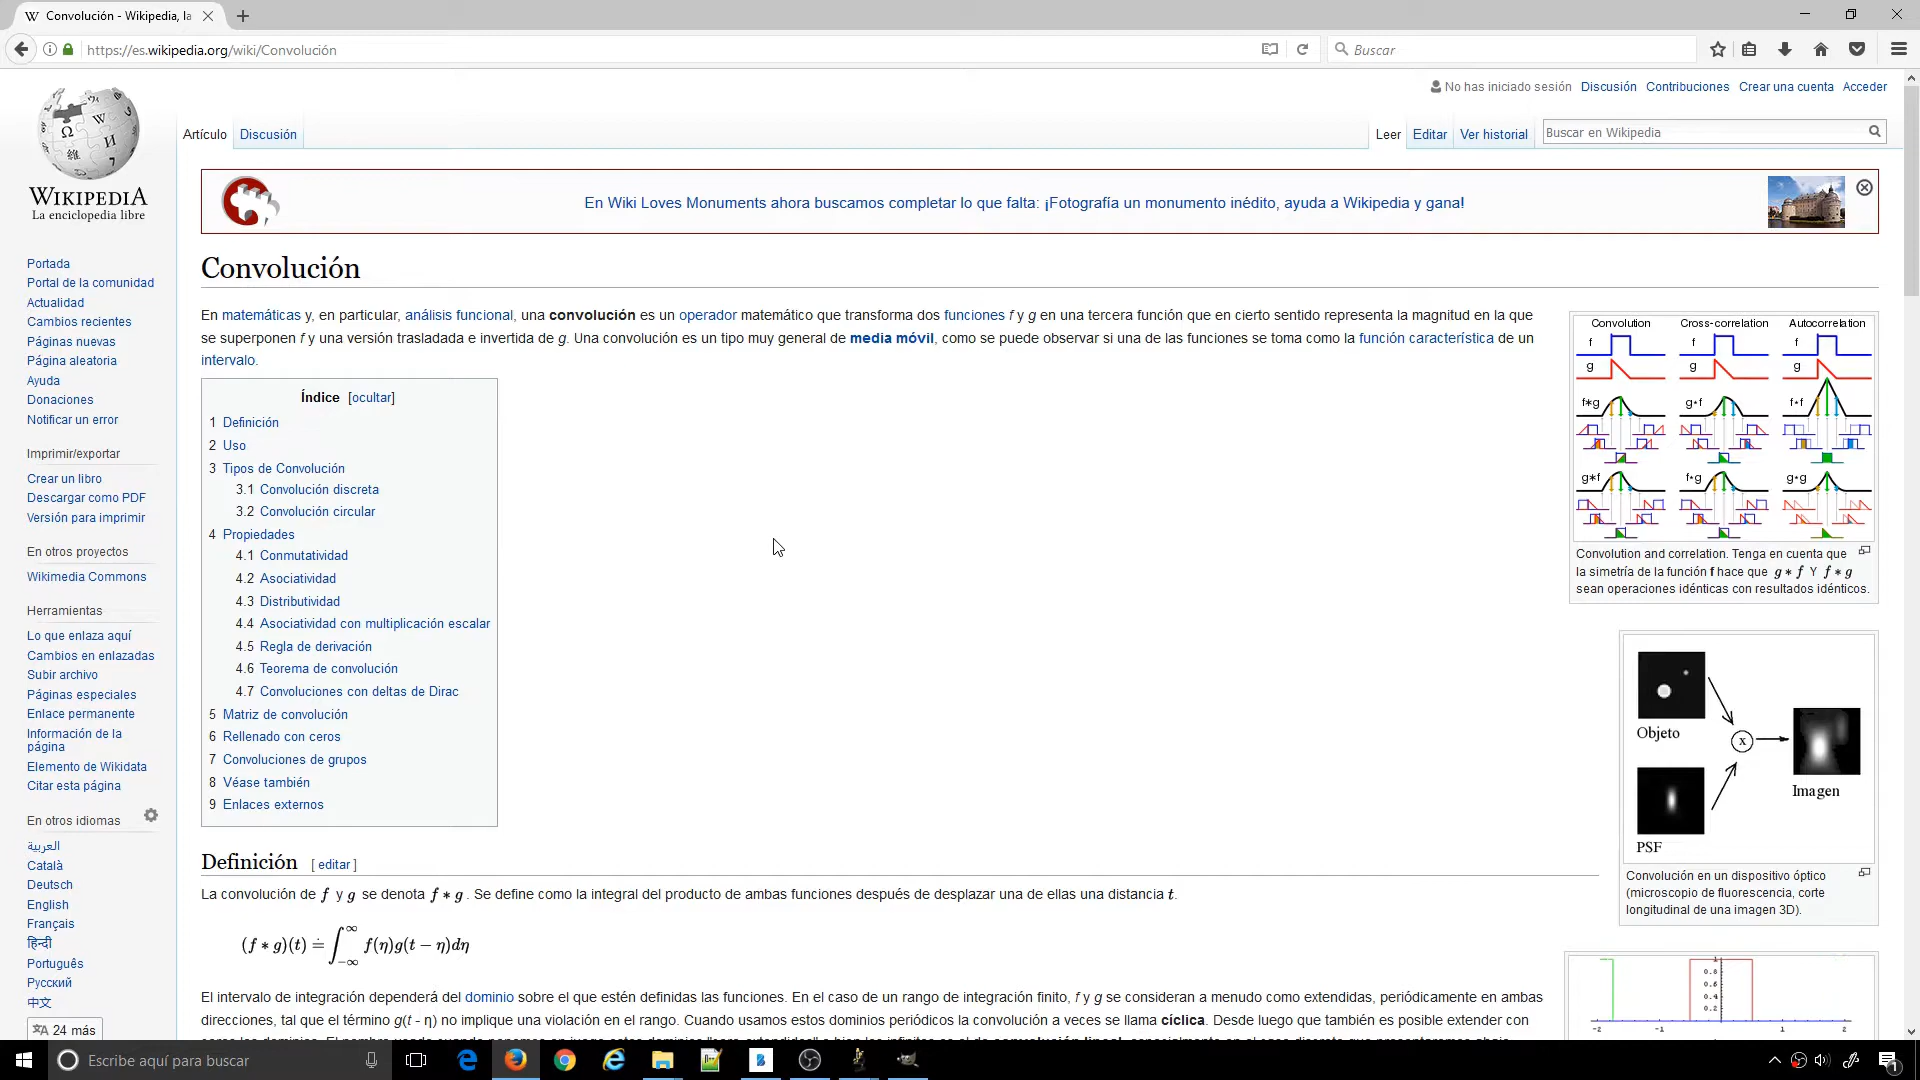 Convolución - Wikipedia, la
https://es.wikipedia.org/wiki/Convolución
Buscar
No has iniciado sesión Discusión Contribuciones Crear una cuenta Acceder
Artículo Discusión Leer Editar Ver historial Buscar en Wikipedia
WIKIPEDIA
La enciclopedia libre
En Wiki Loves Monuments ahora buscamos completar lo que falta: ¡Fotografía un monumento inédito, ayuda a Wikipedia y gana!
Portada
Portal de la comunidad
Actualidad
Cambios recientes
Páginas nuevas
Página aleatoria
Ayuda
Donaciones
Notificar un error
Imprimir/exportar
Crear un libro
Descargar como PDF
Versión para imprimir
En otros proyectos
Wikimedia Commons
Herramientas
Lo que enlaza aquí
Cambios en enlazadas
Subir archivo
Páginas especiales
Enlace permanente
Información de la
página
Elemento de Wikidata
Citar esta página
En otros idiomas
العربية
Català
Deutsch
English
Français
हिन्दी
Português
Русский
中文
24 más
Convolución
En matemáticas y, en particular, análisis funcional, una convolución es un operador matemático que transforma dos funciones f y g en una tercera función que en cierto sentido representa la magnitud en la que
se superponen f y una versión trasladada e invertida de g. Una convolución es un tipo muy general de media móvil, como se puede observar si una de las funciones se toma como la función característica de un
intervalo.
Índice [ocultar]
1 Definición
2 Uso
3 Tipos de Convolución
3.1 Convolución discreta
3.2 Convolución circular
4 Propiedades
4.1 Conmutatividad
4.2 Asociatividad
4.3 Distributividad
4.4 Asociatividad con multiplicación escalar
4.5 Regla de derivación
4.6 Teorema de convolución
4.7 Convoluciones con deltas de Dirac
5 Matriz de convolución
6 Rellenado con ceros
7 Convoluciones de grupos
8 Véase también
9 Enlaces externos
Convolution Cross-correlation Autocorrelation
f f f
g g g
f∗g g⋆f f⋆f
g∗f f⋆g g⋆g
Convolution and correlation. Tenga en cuenta que
la simetría de la función f hace que g ∗ f Y f ∗ g
sean operaciones idénticas con resultados idénticos.
Objeto
x
Imagen
PSF
Convolución en un dispositivo óptico
(microscopio de fluorescencia, corte
longitudinal de una imagen 3D).
Definición [ editar ]
La convolución de f y g se denota f ∗ g . Se define como la integral del producto de ambas funciones después de desplazar una de ellas una distancia t.
(f ∗ g)(t) ≐ ∫_{−∞}^{∞} f(η)g(t − η)dη
1
0.8
0.6
0.4
0.2
-2 -1 1 2
El intervalo de integración dependerá del dominio sobre el que estén definidas las funciones. En el caso de un rango de integración finito, f y g se consideran a menudo como extendidas, periódicamente en ambas
direcciones, tal que el término g(t - η) no implique una violación en el rango. Cuando usamos estos dominios periódicos la convolución a veces se llama cíclica. Desde luego que también es posible extender con
Escribe aquí para buscar
B
1